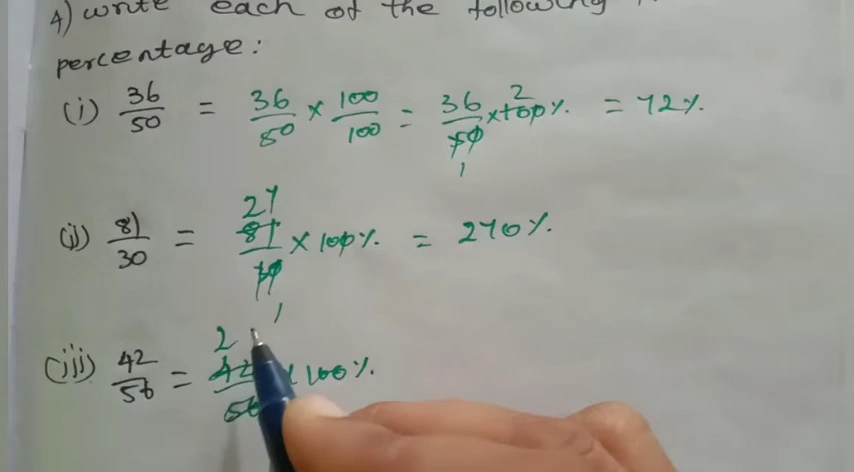 4) Write each of the following
percentage:
(i) 36/50 = 36/50 × 100/100 = 36/50 × 100% = 72%.
2
1
(ii) 81/30 = 81/30 × 100% = 270%.
27
1
(iii) 42/56 = 42/56 × 100%.
2